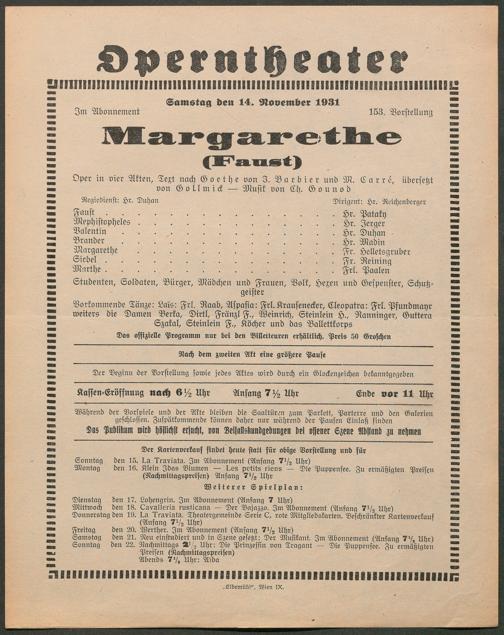 Operntheater
Samstag den 14. November 1931
Im Abonnement 153. Vorstellung
Margarethe
(Faust)
Oper in vier Akten, Text nach Goethe von J. Barbier und M. Carré, übersetzt
von Gollmick — Musik von Ch. Gounod
Regiedienst: Hr. Duhan Dirigent: Hr. Reichenberger
Faust . . . . . . . . . . . . Hr. Pataky
Mephistopheles . . . . . . . . . . . . Hr. Jerger
Valentin . . . . . . . . . . . . Hr. Duhan
Brander . . . . . . . . . . . . Hr. Madin
Margarethe . . . . . . . . . . . . Fr. Helletsgruber
Siebel . . . . . . . . . . . . Fr. Reining
Marthe . . . . . . . . . . . . Frl. Paalen
Studenten, Soldaten, Bürger, Mädchen und Frauen, Volk, Hexen und Gespenster, Schutz-
geister
Vorkommende Tänze: Lais: Frl. Raab, Aspasia: Frl. Krausenecker, Cleopatra: Frl. Pfundmayr
weiters die Damen Berka, Dirtl, Fränzl F., Weinrich, Steinlein H., Ranninger, Guttera
Szakal, Steinlein F., Köcher und das Ballettkorps
Das offizielle Programm nur bei den Billeteuren erhältlich. Preis 50 Groschen
Nach dem zweiten Akt eine größere Pause
Der Beginn der Vorstellung sowie jedes Aktes wird durch ein Glockenzeichen bekanntgegeben
Kassen-Eröffnung nach 6½ Uhr Anfang 7½ Uhr Ende vor 11 Uhr
Während der Vorspiele und der Akte bleiben die Saaltüren zum Parkett, Parterre und den Galerien
geschlossen. Zuspätkommende können daher nur während der Pausen Einlaß finden
Das Publikum wird höflichst ersucht, von Beifallskundgebungen bei offener Szene Abstand zu nehmen
Der Kartenverkauf findet heute statt für obige Vorstellung und für
Sonntag den 15. La Traviata. Im Abonnement (Anfang 7½ Uhr)
Montag den 16. Klein Idas Blumen — Les petits riens — Die Puppenfee. Zu ermäßigten Preisen
(Nachmittagspreisen) Anfang 7½ Uhr
Weiterer Spielplan:
Dienstag den 17. Lohengrin. Im Abonnement (Anfang 7 Uhr)
Mittwoch den 18. Cavalleria rusticana — Der Bajazzo. Im Abonnement (Anfang 7½ Uhr)
Donnerstag den 19. La Traviata. Theatergemeinde Serie C, rote Mitgliedskarten. Beschränkter Kartenverkauf
(Anfang 7½ Uhr)
Freitag den 20. Werther. Im Abonnement (Anfang 7½ Uhr)
Samstag den 21. Neu einstudiert und in Szene gesetzt: Der Musikant. Im Abonnement (Anfang 7½ Uhr)
Sonntag den 22. Nachmittags Uhr: Die Prinzessin von Tragant — Die Puppenfee. Zu ermäßigten
Preisen (Nachmittagspreisen)
Abends 7½ Uhr: Aida
„Elbemühl“, Wien IX.